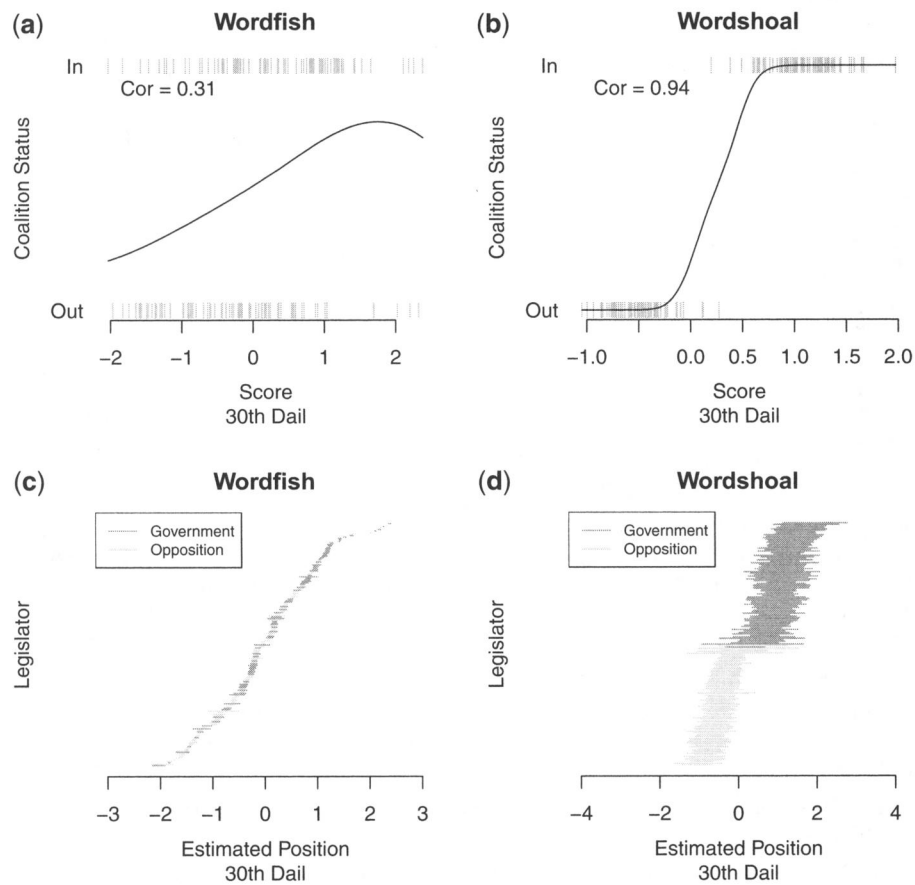 (a)
Wordfish
In
Cor = 0.31
Coalition Status
Out
−2 −1 0 1 2
Score
30th Dail
(b)
Wordshoal
In
Cor = 0.94
Coalition Status
Out
−1.0 0.0 0.5 1.0 1.5 2.0
Score
30th Dail
(c)
Wordfish
Government
Opposition
Legislator
−3 −2 −1 0 1 2 3
Estimated Position
30th Dail
(d)
Wordshoal
Government
Opposition
Legislator
−4 −2 0 2 4
Estimated Position
30th Dail